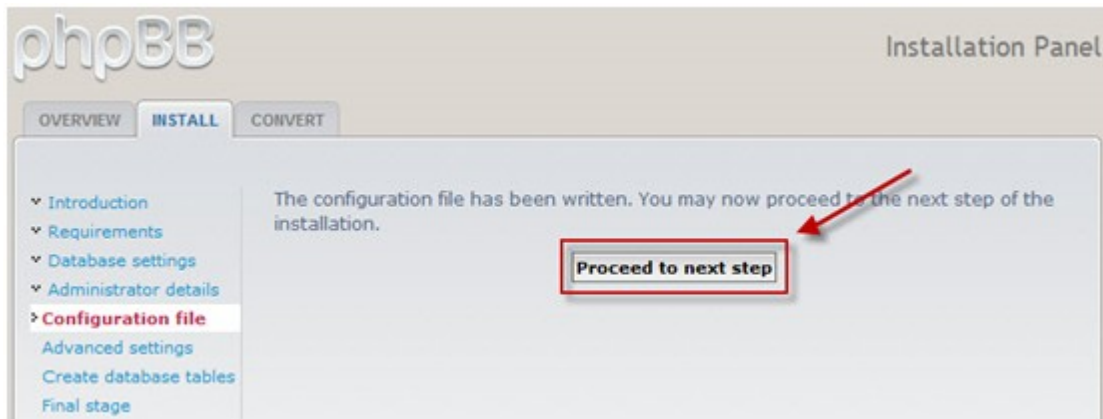 phpBB
Installation Panel
OVERVIEW INSTALL CONVERT
Introduction
Requirements
Database settings
Administrator details
Configuration file
Advanced settings
Create database tables
Final stage
The configuration file has been written. You may now proceed to the next step of the
installation.
Proceed to next step